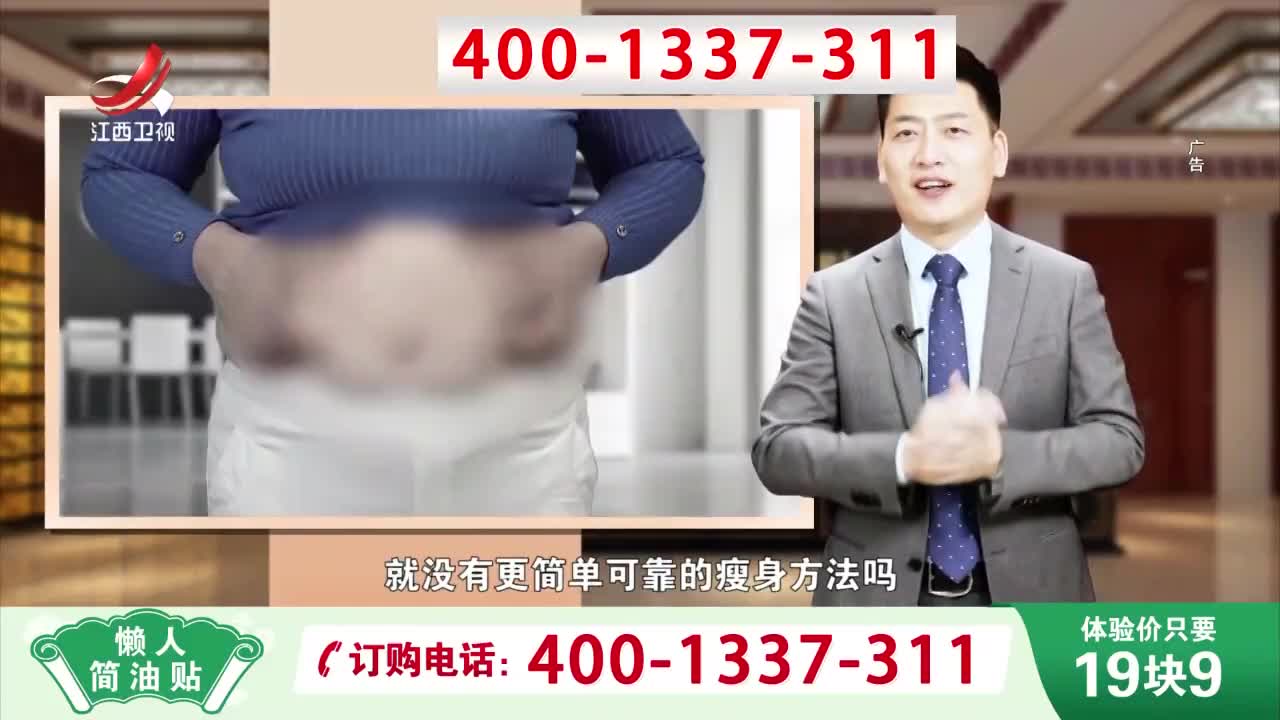 400-1337-311
江西卫视
广告
就没有更简单可靠的瘦身方法吗
懒人
简油贴
订购电话：400-1337-311
体验价只要
19块9